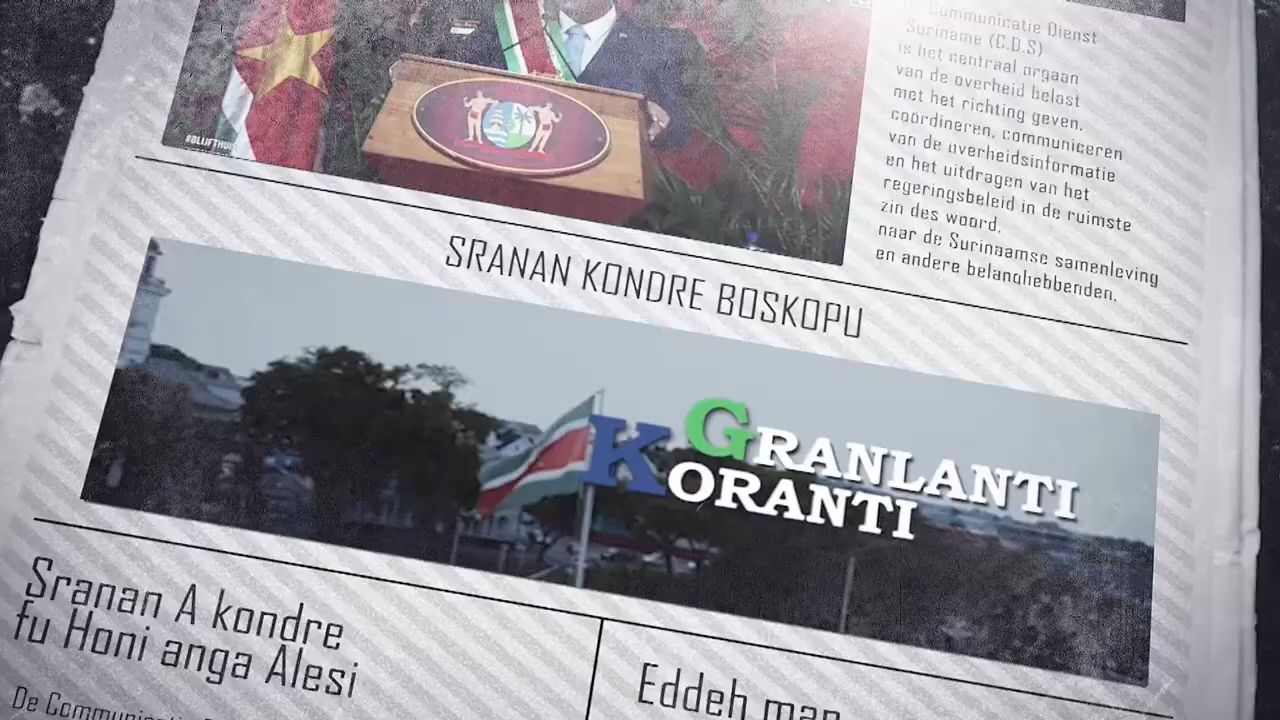 Communicatie Dienst
Suriname (C.D.S)
is het centraal orgaan
van de overheid belast
met het richting geven,
coördineren, communiceren
van de overheidsinformatie
en het uitdragen van het
regeringsbeleid in de ruimste
zin des woord,
naar de Surinaamse samenleving
en andere belanghebbenden.
#BLIJFTHUIS
SRANAN KONDRE BOSKOPU
GRANLANTI
KORANTI
Sranan A kondre
fu Honi anga Alesi
De
Eddeh man